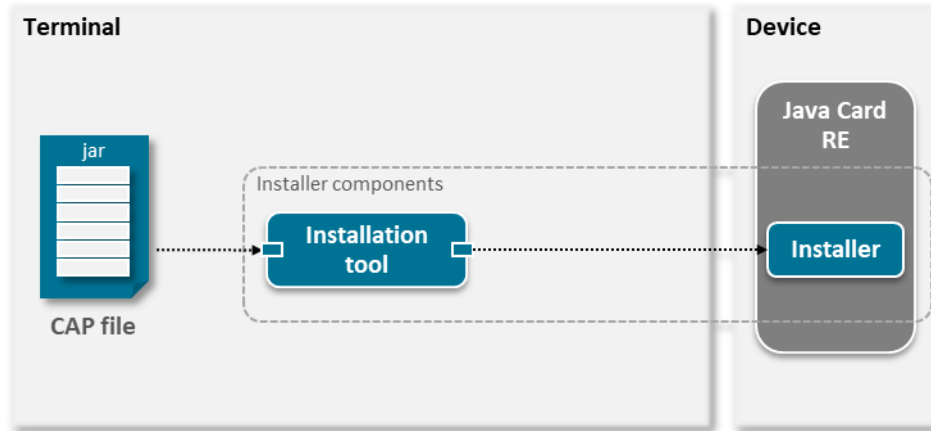 Terminal
Device
Java Card
RE
jar
Installer components
Installation
tool
Installer
CAP file